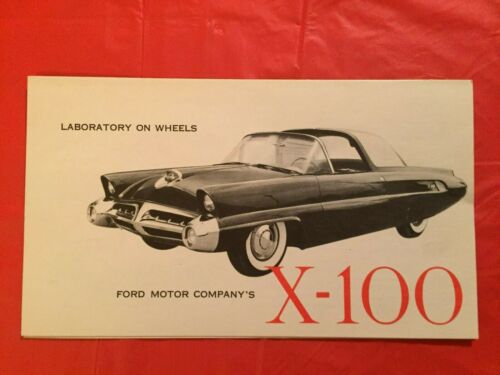 LABORATORY ON WHEELS
FORD MOTOR COMPANY'S
X-100